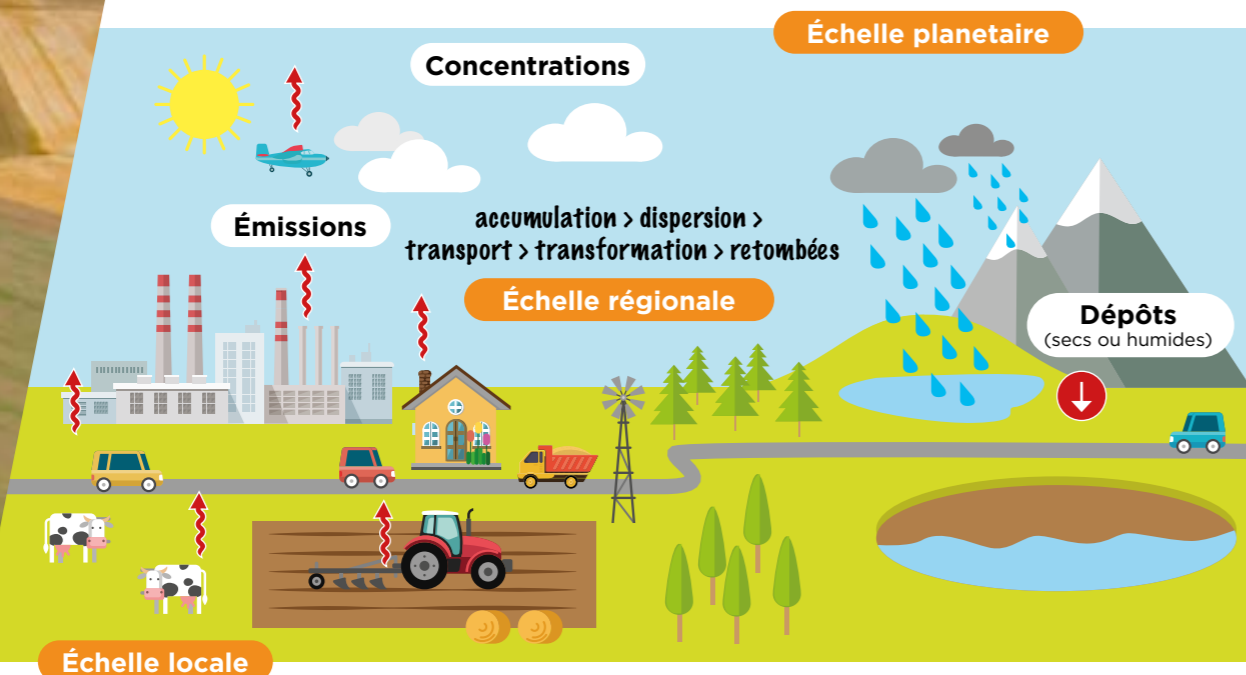 Échelle planetaire
Concentrations
Émissions
accumulation > dispersion >
transport > transformation > retombées
Échelle régionale
Dépôts
(secs ou humides)
Échelle locale